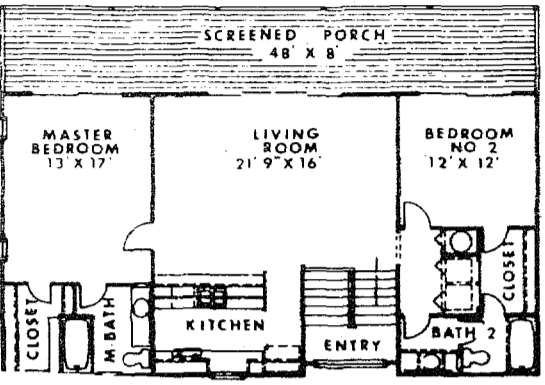 SCREENED PORCH
48' X 8'
MASTER
BEDROOM
13' X 17'
LIVING
ROOM
21' 9" X 16'
BEDROOM
NO 2
12' X 12'
CLOSET
CLOSET
M. BATH
KITCHEN
ENTRY
BATH 2